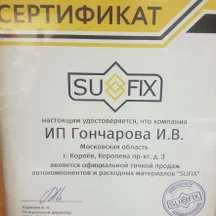 СЕРТИФИКАТ
SUFIX
настоящим удостоверяется, что компания
ИП Гончарова И.В.
Московская область
г. Королёв, Королева пр-кт, д. 3
является официальной точкой продаж
автокомпонентов и расходных материалов "SUFIX"